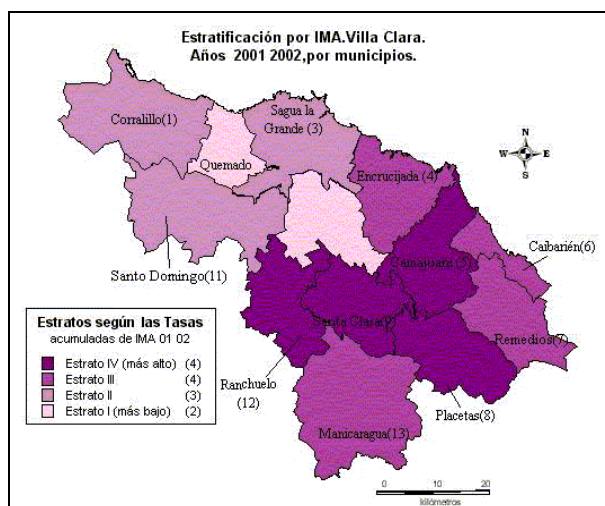 Estratificación por IMA.Villa Clara.
Años 2001 2002,por municipios.
Corralillo(1)
Sagua la
Grande (3)
Quemado
Encrucijada (4)
N
W E
S
Caibarién(6)
Santo Domingo(11)
Santa Clara(
Remedios(7)
Estratos según las Tasas
acumuladas de IMA 01 02
Estrato IV (más alto) (4)
Estrato III (4)
Estrato II (3)
Estrato I (más bajo) (2)
Ranchuelo
(12)
Placetas(8)
Manicaragua(13)
0 10 20
kilómetros